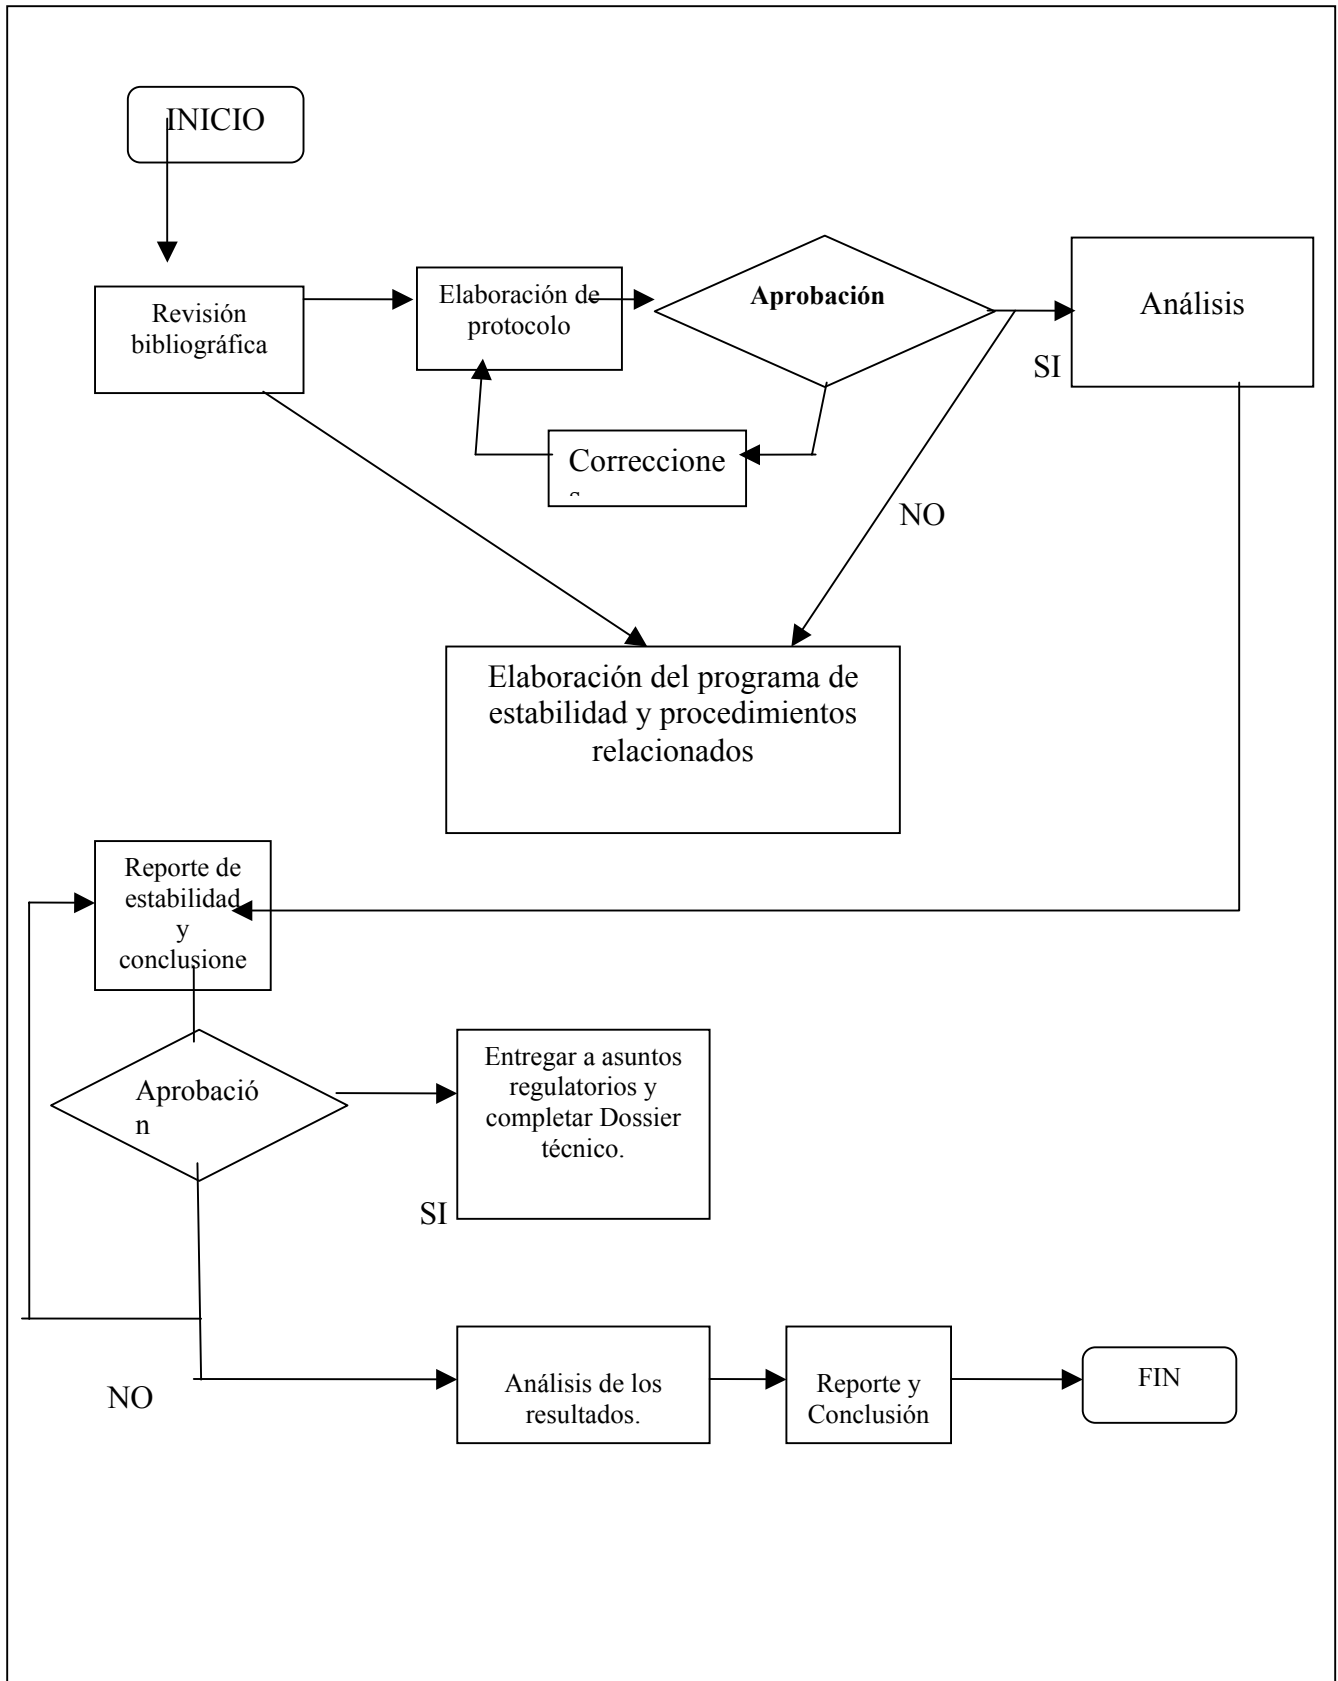 INICIO
Revisión
bibliográfica
Elaboración de
protocolo
Aprobación
SI
Análisis
Correccione
s
NO
Elaboración del programa de
estabilidad y procedimientos
relacionados
Reporte de
estabilidad
y
conclusione
Aprobació
n
SI
Entregar a asuntos
regulatorios y
completar Dossier
técnico.
NO
Análisis de los
resultados.
Reporte y
Conclusión
FIN